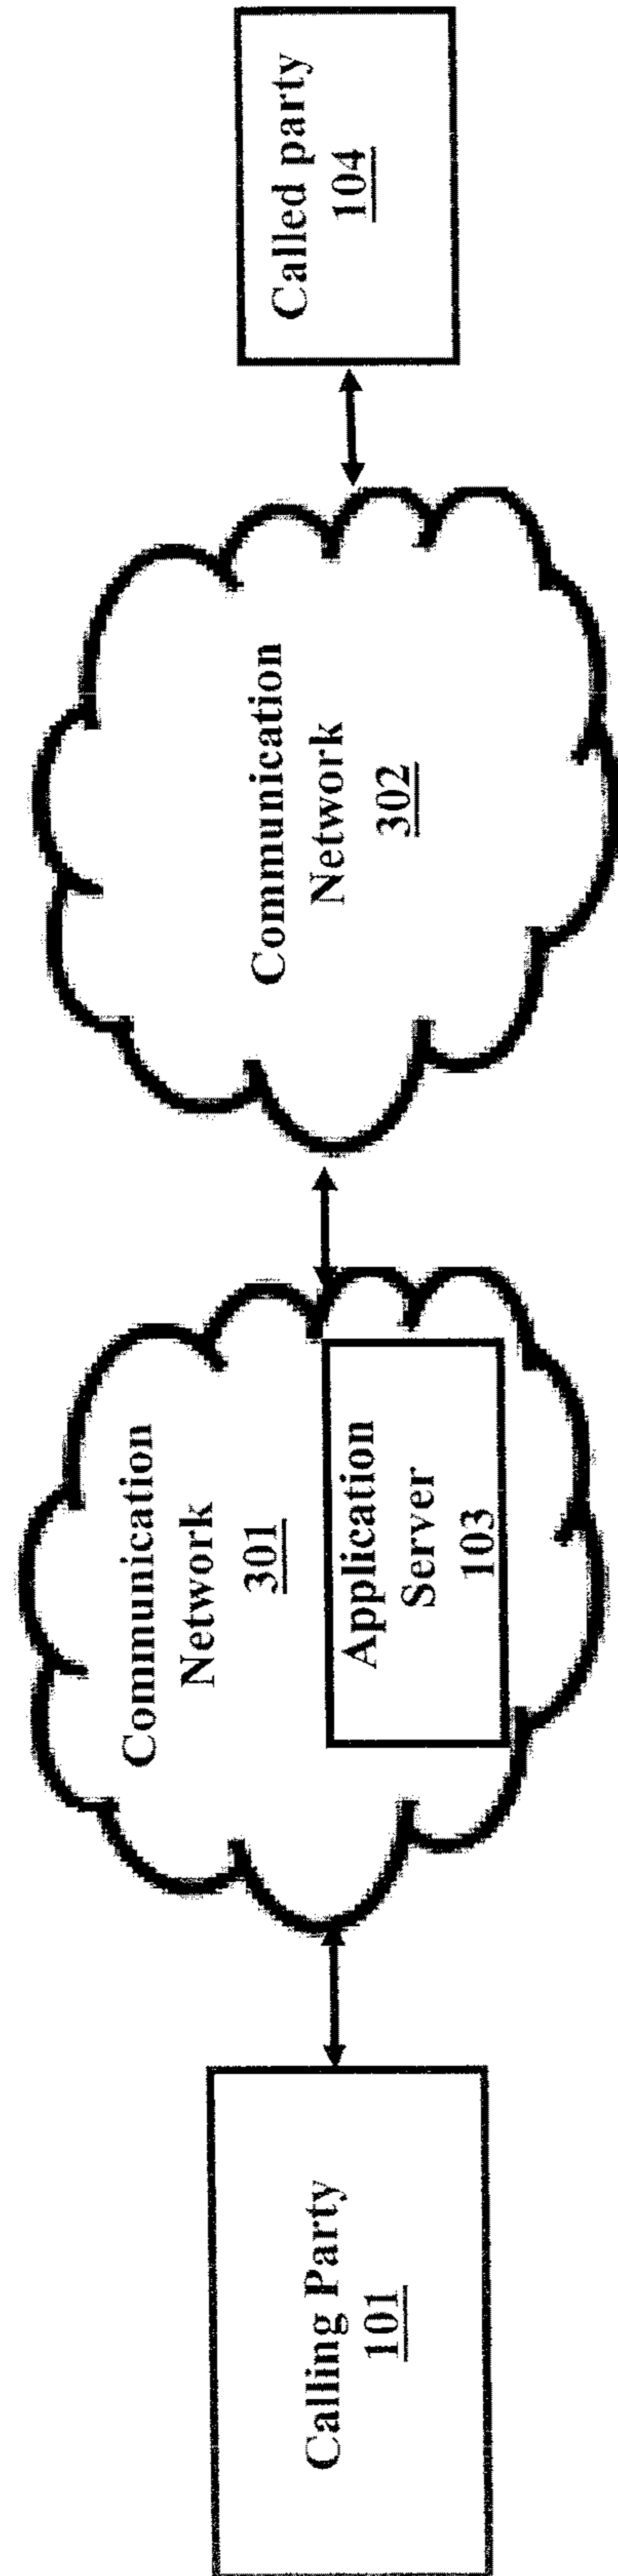 Calling Party
101
Communication
Network
301
Application
Server
103
Communication
Network
302
Called party
104